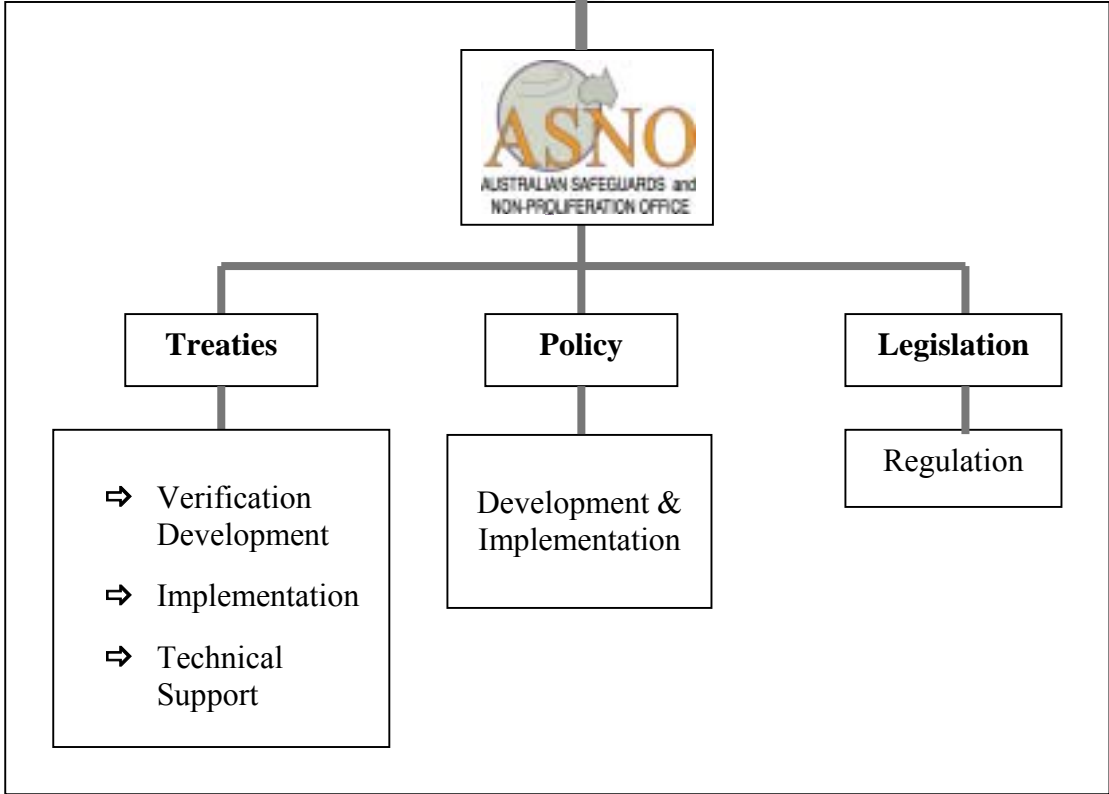 ASNO
AUSTRALIAN SAFEGUARDS and
NON-PROLIFERATION OFFICE
Treaties
Policy
Legislation
Verification
Development
Implementation
Technical
Support
Development &
Implementation
Regulation